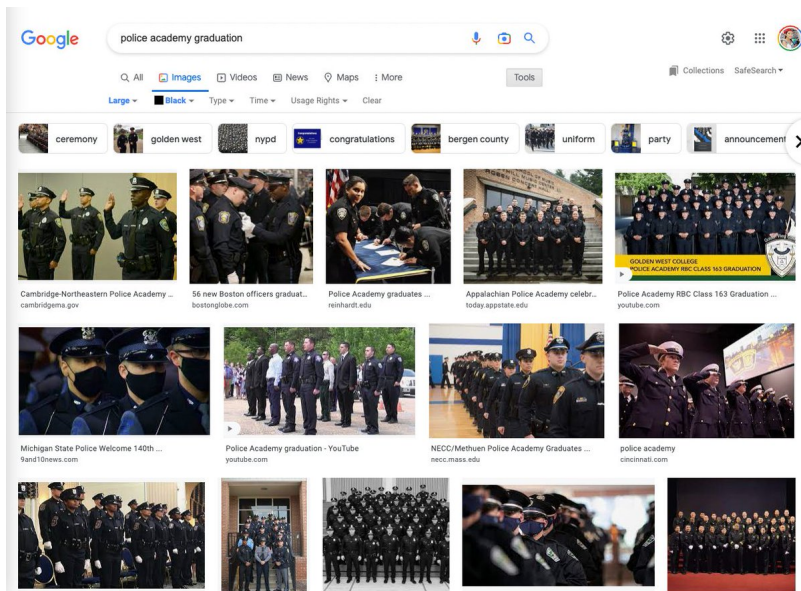 Google
police academy graduation
All
Images
Videos
News
Maps
More
Tools
Collections
SafeSearch
Large
Black
Type
Time
Usage Rights
Clear
ceremony
golden west
nypd
congratulations
bergen county
uniform
party
announcement
GOLDEN WEST COLLEGE
POLICE ACADEMY RBC CLASS 163 GRADUATION
Cambridge-Northeastern Police Academy ...
cambridgema.gov
56 new Boston officers graduat...
bostonglobe.com
Police Academy graduates ...
reinhardt.edu
Appalachian Police Academy celebr...
today.appstate.edu
Police Academy RBC Class 163 Graduation ...
youtube.com
Michigan State Police Welcome 140th ...
9and10news.com
Police Academy graduation - YouTube
youtube.com
NECC/Methuen Police Academy Graduates ...
necc.mass.edu
police academy
cincinnati.com